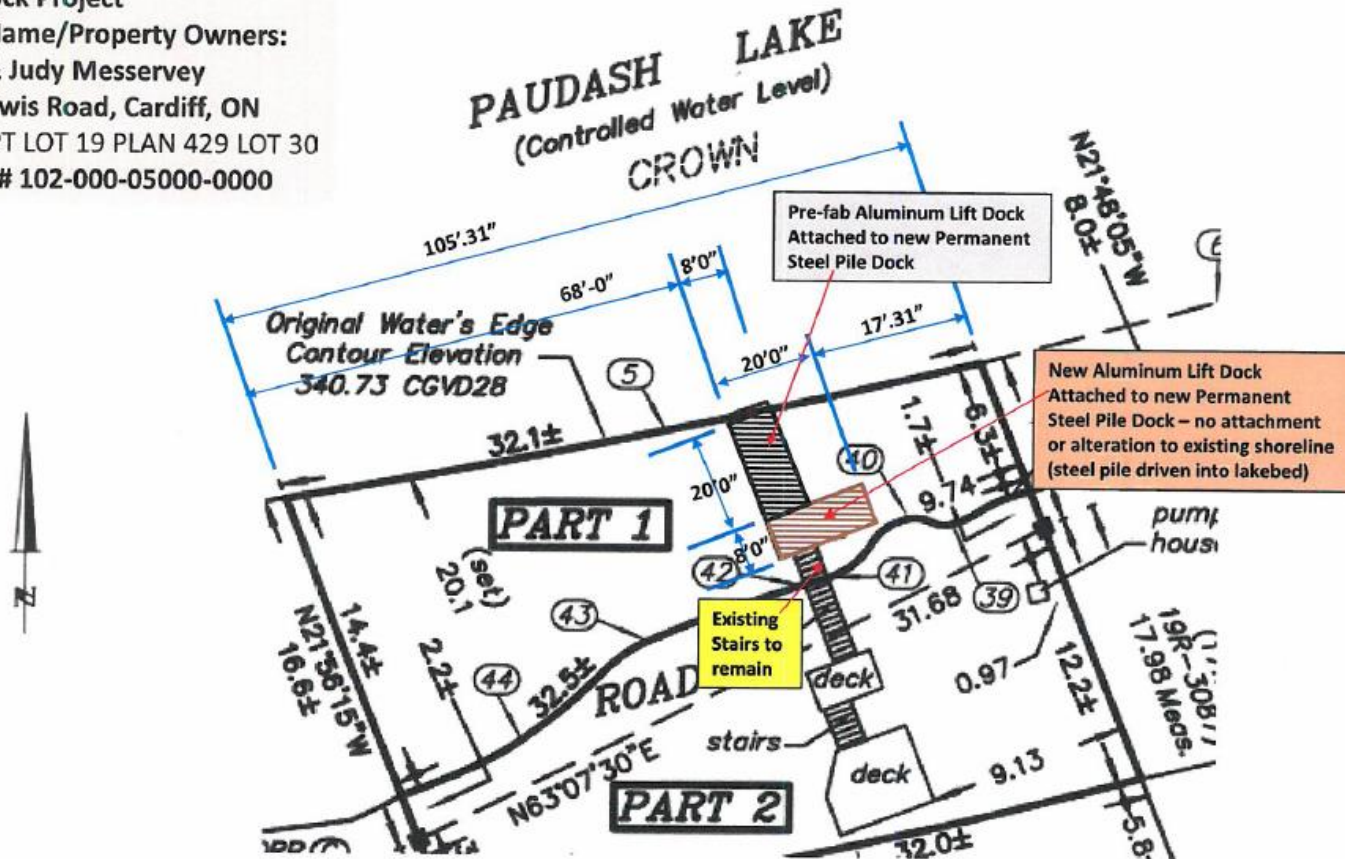 Project
Name/Property Owners:
Judy Messervey
Road, Cardiff, ON
LOT 19 PLAN 429 LOT 30
# 102-000-05000-0000
PAUDASH LAKE
(Controlled Water Level)
CROWN
N21°48'05"W
8.0±
Pre-fab Aluminum Lift Dock
Attached to new Permanent
Steel Pile Dock
105'.31"
68'-0"
8'0"
20'0"
17'.31"
Original Water's Edge
Contour Elevation
340.73 CGVD28
5
32.1±
New Aluminum Lift Dock
Attached to new Permanent
Steel Pile Dock – no attachment
or alteration to existing shoreline
(steel pile driven into lakebed)
1.7±
6.3±
40
9.74
20'0"
PART 1
8'0"
42
41
39
31.68
(set)
20.1
43
Existing
Stairs to
remain
N21°56'15"W
16.6±
14.4±
2.2±
44
32.5±
ROAD
deck
0.97
12.2±
17.98 Meas.
stairs
N63°07'30"E
deck
9.13
PART 2
32.0±
N